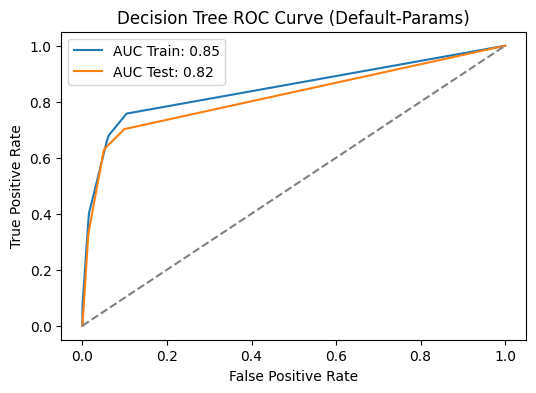 Decision Tree ROC Curve (Default-Params)
AUC Train: 0.85
AUC Test: 0.82
True Positive Rate
1.0
0.8
0.6
0.4
0.2
0.0
0.0 0.2 0.4 0.6 0.8 1.0
False Positive Rate